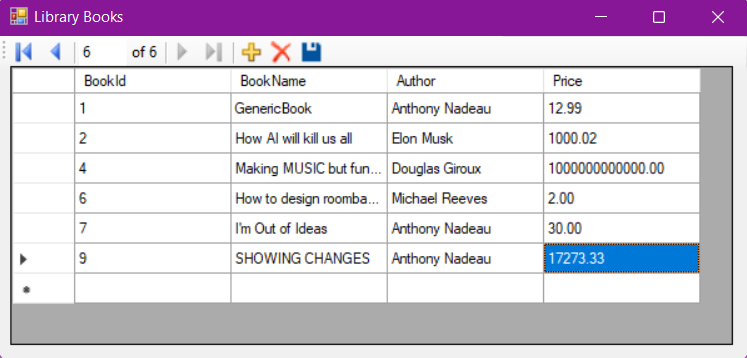 Library Books
6 of 6
BookId BookName Author Price
1 GenericBook Anthony Nadeau 12.99
2 How AI will kill us all Elon Musk 1000.02
4 Making MUSIC but fun... Douglas Giroux 1000000000000.00
6 How to design roomba... Michael Reeves 2.00
7 I'm Out of Ideas Anthony Nadeau 30.00
9 SHOWING CHANGES Anthony Nadeau 17273.33